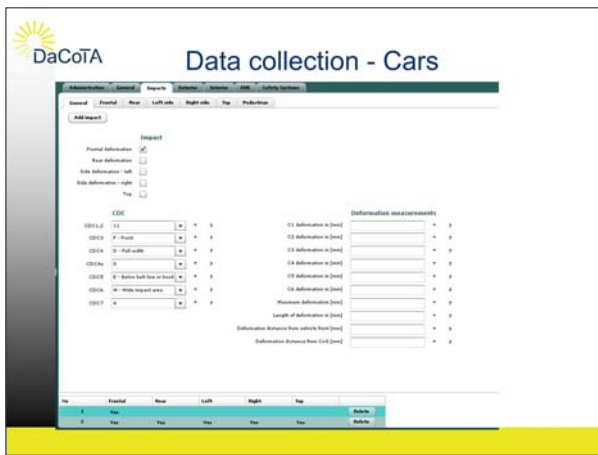 DaCoTA
Data collection - Cars
Administration General Impacts Exterior Interior EDR Safety Systems
General Frontal Rear Left side Right side Top Pedestrian
Add impact
Impact
Frontal deformation
Rear deformation
Side deformation - left
Side deformation - right
Top
CDC
Deformation measurements
CDC1,2 11
C1 deformation in [mm]
CDC3 F - Front
C2 deformation in [mm]
CDC4 D - Full width
C3 deformation in [mm]
CDC4a 0
C4 deformation in [mm]
CDC5 E - Below belt line or hood
C5 deformation in [mm]
CDC6 W - Wide impact area
C6 deformation in [mm]
CDC7 4
Maximum deformation [mm]
Length of deformation in [mm]
Deformation distance from vehicle front [mm]
Deformation distance from CoG [mm]
No Frontal Rear Left Right Top
1 Yes Delete
2 Yes Yes Yes Yes Yes Delete